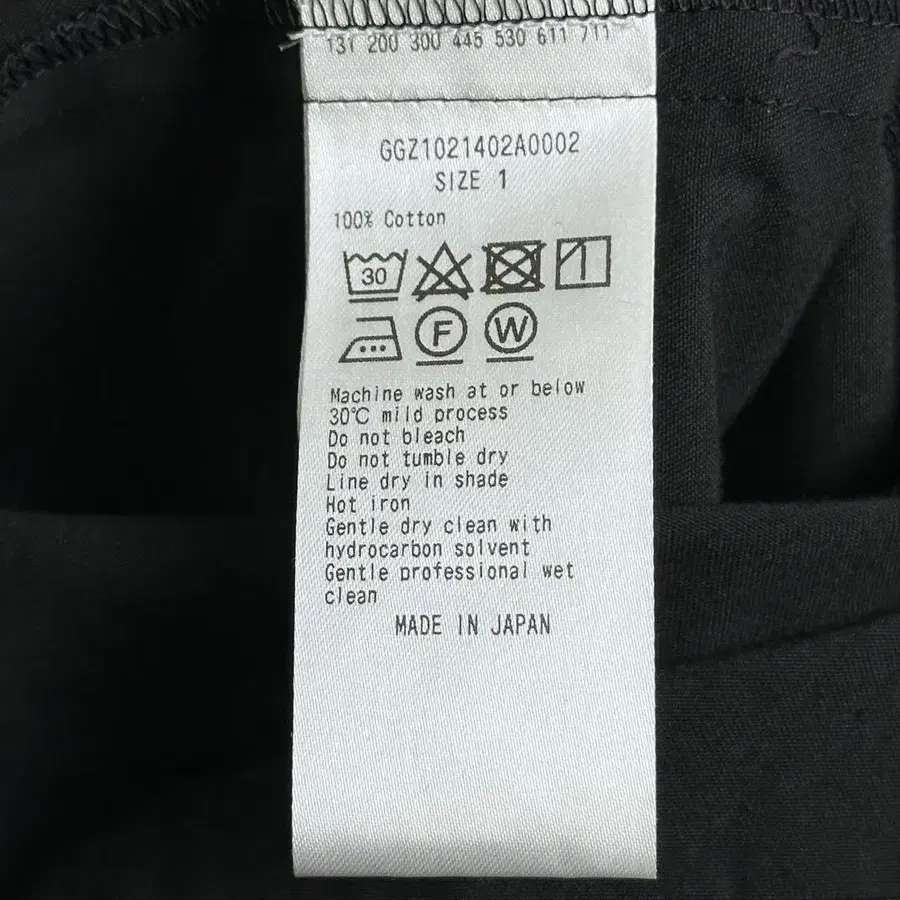 131 200 300 445 530 611 711
GGZ1021402A0002
SIZE 1
100% Cotton
30
F W
Machine wash at or below
30℃ mild process
Do not bleach
Do not tumble dry
Line dry in shade
Hot iron
Gentle dry clean with
hydrocarbon solvent
Gentle professional wet
clean
MADE IN JAPAN